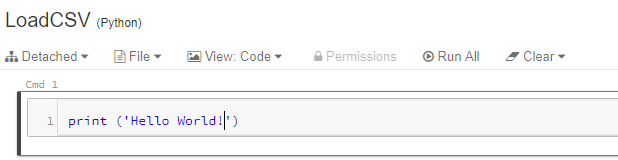 LoadCSV (Python)
Detached File View: Code Permissions Run All Clear
Cmd 1
1 print ('Hello World!')